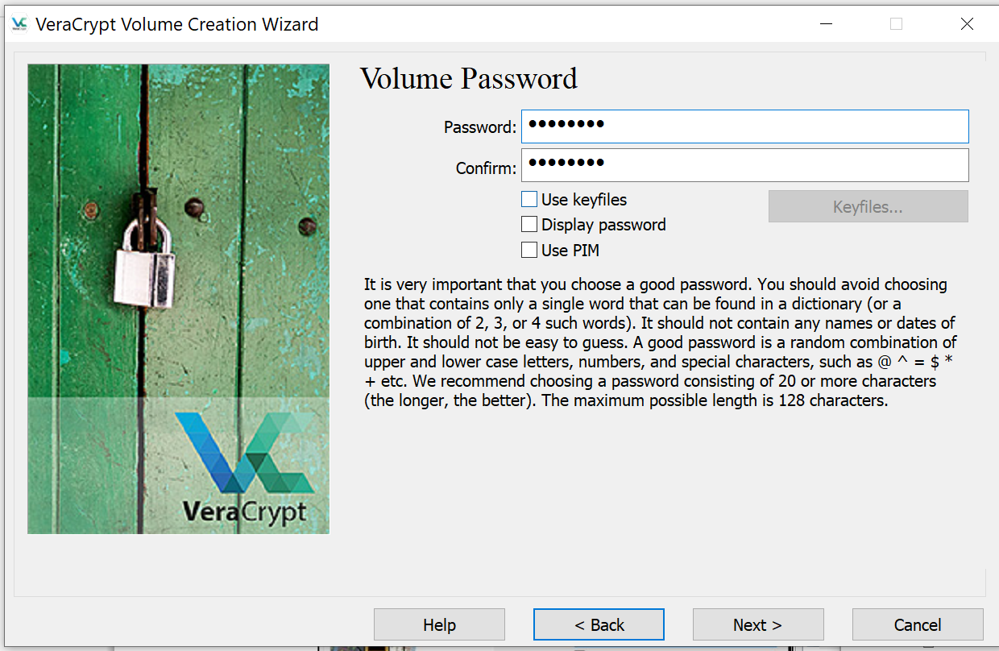 VeraCrypt Volume Creation Wizard
Volume Password
Password: ••••••••
Confirm: ••••••••
Use keyfiles
Keyfiles...
Display password
Use PIM
It is very important that you choose a good password. You should avoid choosing
one that contains only a single word that can be found in a dictionary (or a
combination of 2, 3, or 4 such words). It should not contain any names or dates of
birth. It should not be easy to guess. A good password is a random combination of
upper and lower case letters, numbers, and special characters, such as @ ^ = $ *
+ etc. We recommend choosing a password consisting of 20 or more characters
(the longer, the better). The maximum possible length is 128 characters.
VeraCrypt
Help
< Back
Next >
Cancel